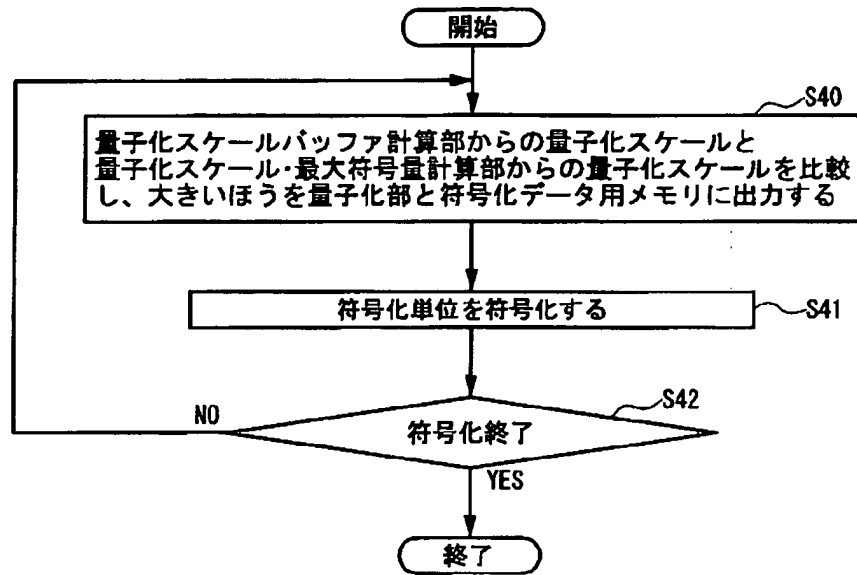 開始
S40
量子化スケールバッファ計算部からの量子化スケールと
量子化スケール・最大符号量計算部からの量子化スケールを比較
し、大きいほうを量子化部と符号化データ用メモリに出力する
符号化単位を符号化する
S41
S42
NO
符号化終了
YES
終了